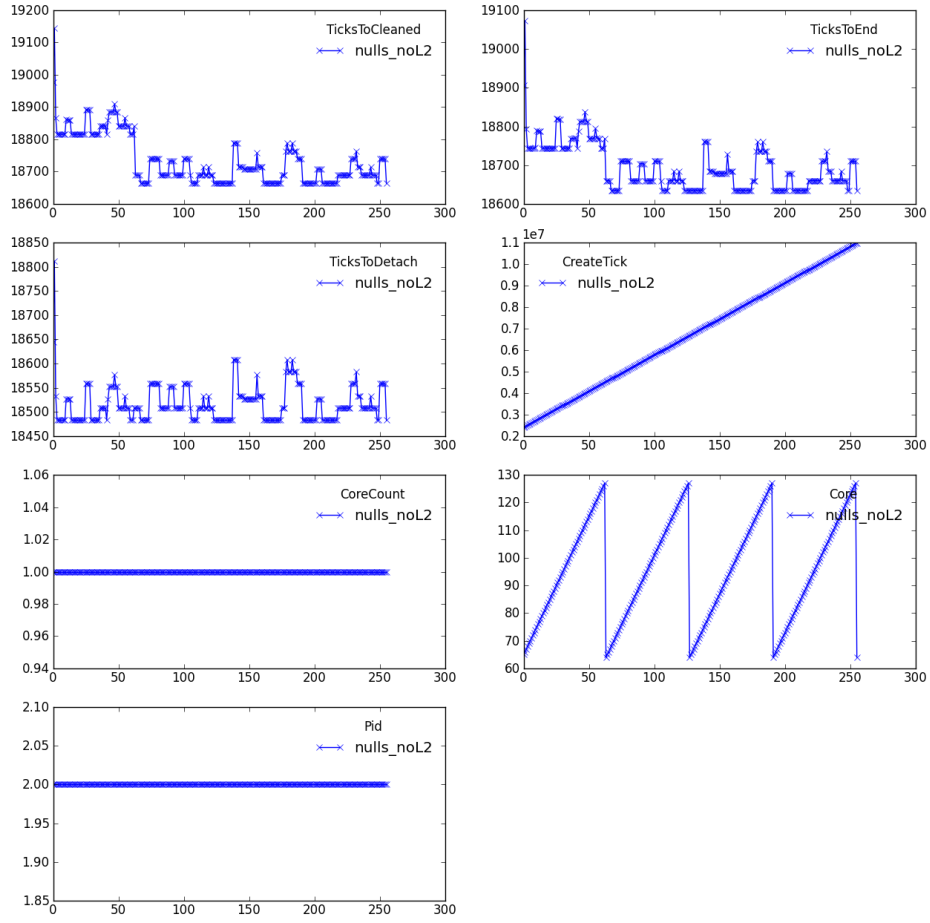 TicksToCleaned
nulls_noL2
19200
19100
19000
18900
18800
18700
18600
0 50 100 150 200 250 300
TicksToEnd
nulls_noL2
19100
19000
18900
18800
18700
18600
0 50 100 150 200 250 300
TicksToDetach
nulls_noL2
18850
18800
18750
18700
18650
18600
18550
18500
18450
0 50 100 150 200 250 300
1e7
CreateTick
nulls_noL2
1.1
1.0
0.9
0.8
0.7
0.6
0.5
0.4
0.3
0.2
0 50 100 150 200 250 300
CoreCount
nulls_noL2
1.06
1.04
1.02
1.00
0.98
0.96
0.94
0 50 100 150 200 250 300
Core
nulls_noL2
130
120
110
100
90
80
70
60
0 50 100 150 200 250 300
Pid
nulls_noL2
2.10
2.05
2.00
1.95
1.90
1.85
0 50 100 150 200 250 300